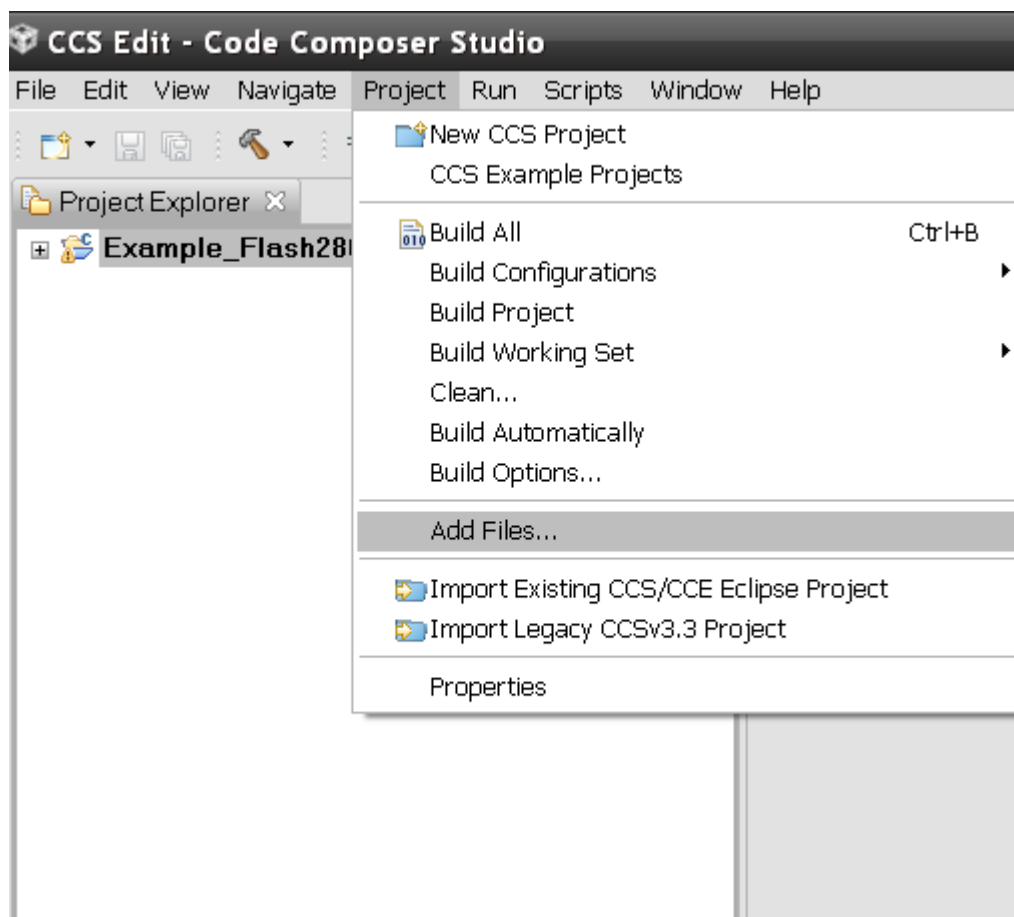 CCS Edit - Code Composer Studio
File Edit View Navigate Project Run Scripts Window Help
Project Explorer
Example_Flash28
New CCS Project
CCS Example Projects
Build All Ctrl+B
Build Configurations
Build Project
Build Working Set
Clean...
Build Automatically
Build Options...
Add Files...
Import Existing CCS/CCE Eclipse Project
Import Legacy CCSv3.3 Project
Properties